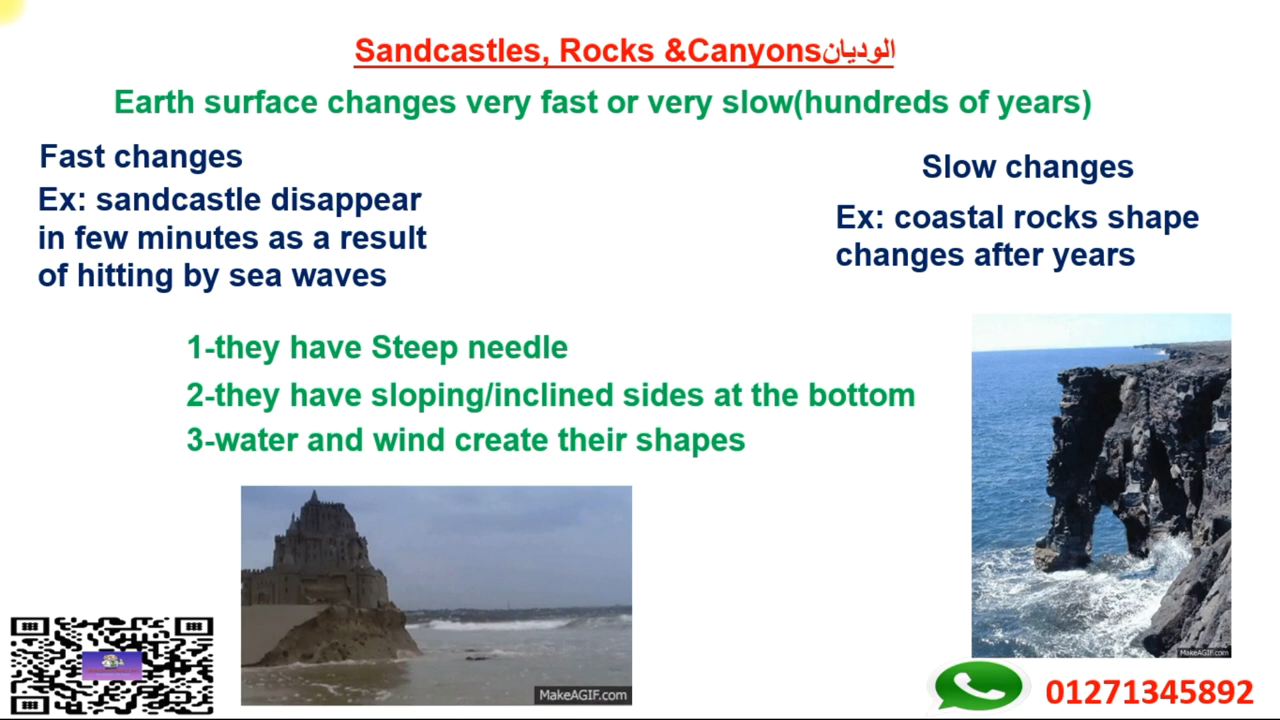 Sandcastles, Rocks &Canyonsالوديان
Earth surface changes very fast or very slow(hundreds of years)
Fast changes
Ex: sandcastle disappear
in few minutes as a result
of hitting by sea waves
Slow changes
Ex: coastal rocks shape
changes after years
1-they have Steep needle
2-they have sloping/inclined sides at the bottom
3-water and wind create their shapes
MakeAGIF.com
MakeAGIF.com
01271345892